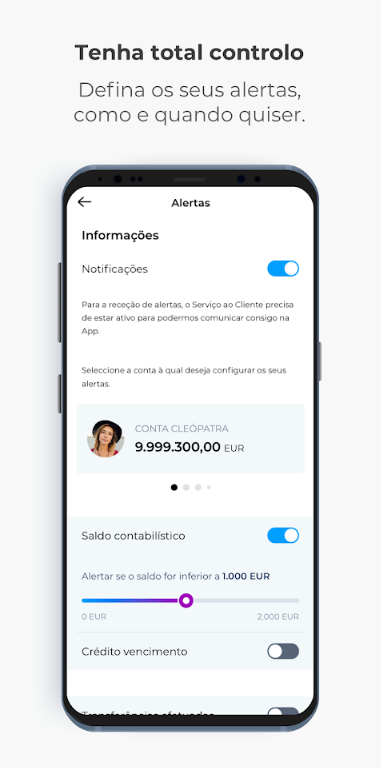 Tenha total controlo
Defina os seus alertas,
como e quando quiser.
Alertas
Informações
Notificações
Para a receção de alertas, o Serviço ao Cliente precisa
de estar ativo para podermos comunicar consigo na
App.
Seleccione a conta à qual deseja configurar os seus
alertas.
CONTA CLEÓPATRA
9.999.300,00 EUR
Saldo contabilístico
Alertar se o saldo for inferior a 1.000 EUR
0 EUR 2.000 EUR
Crédito vencimento
Transferências efetuadas